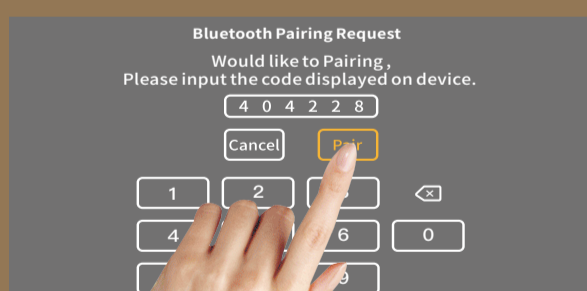 Bluetooth Pairing Request
Would like to Pairing ,
Please input the code displayed on device.
4 0 4 2 2 8
Cancel Pair
1 2
4 6 0
9